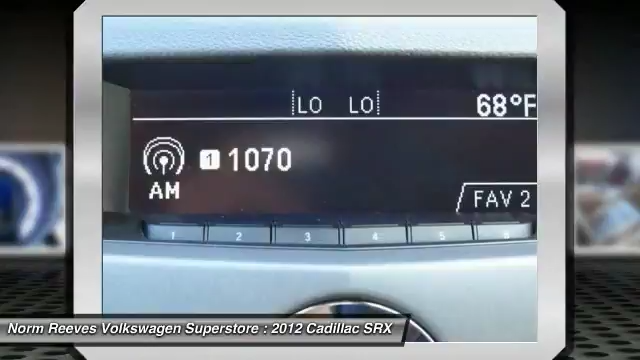 LO LO 68°F
1 1070
AM
FAV 2
1 2 3 4 5 6
Norm Reeves Volkswagen Superstore : 2012 Cadillac SRX